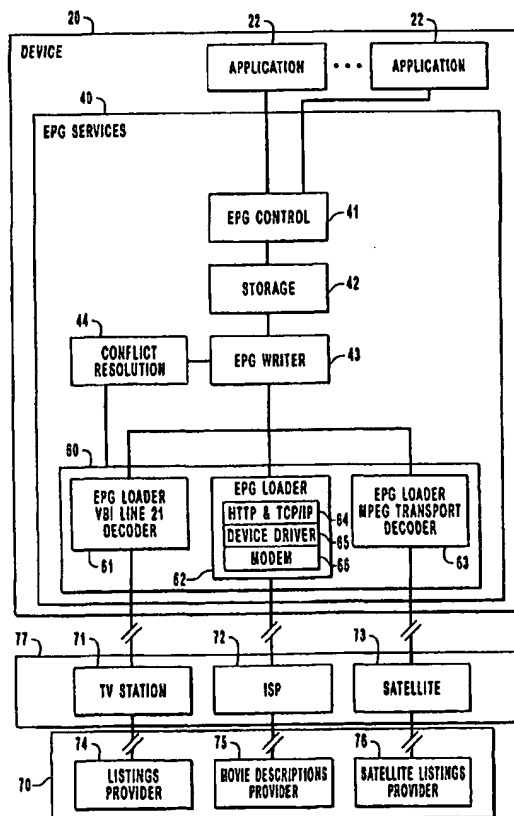 20
22
22
DEVICE
APPLICATION
APPLICATION
40
EPG SERVICES
EPG CONTROL
41
STORAGE
42
44
CONFLICT
RESOLUTION
EPG WRITER
43
60
EPG LOADER
VBI LINE 21
DECODER
61
EPG LOADER
HTTP & TCP/IP
64
DEVICE DRIVER
65
MODEM
66
62
EPG LOADER
MPEG TRANSPORT
DECODER
63
77
71
TV STATION
72
ISP
73
SATELLITE
70
74
LISTINGS
PROVIDER
75
MOVIE DESCRIPTIONS
PROVIDER
76
SATELLITE LISTINGS
PROVIDER